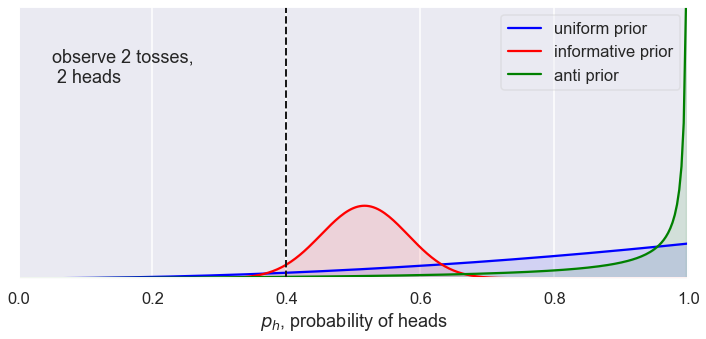 observe 2 tosses,
2 heads
uniform prior
informative prior
anti prior
0.0 0.2 0.4 0.6 0.8 1.0
p_h, probability of heads